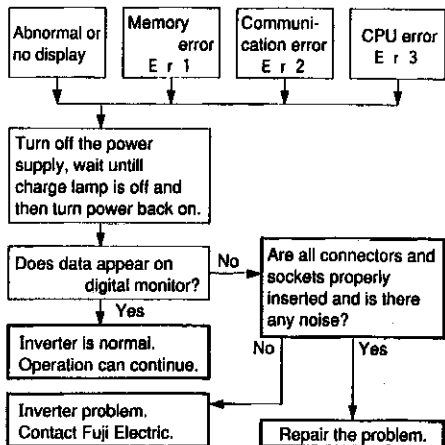 Abnormal or
no display
Memory
error
E r 1
Communi-
cation error
E r 2
CPU error
E r 3
Turn off the power
supply, wait untill
charge lamp is off and
then turn power back on.
Does data appear on
digital monitor?
No
Are all connectors and
sockets properly
inserted and is there
any noise?
Yes
Inverter is normal.
Operation can continue.
No
Yes
Inverter problem.
Contact Fuji Electric.
Repair the problem.